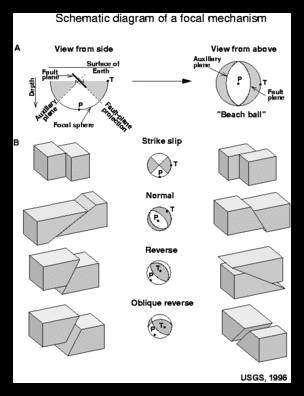 Schematic diagram of a focal mechanism
A
View from side
View from above
Surface of
Earth
Fault
plane
T
Depth
P
Auxiliary
plane
Focal sphere
Fault-plane
projection
Auxiliary
plane
P
T
Fault
plane
"Beach ball"
B
Strike slip
T
P
Normal
T
P
Reverse
T
P
Oblique reverse
T
P
USGS, 1996